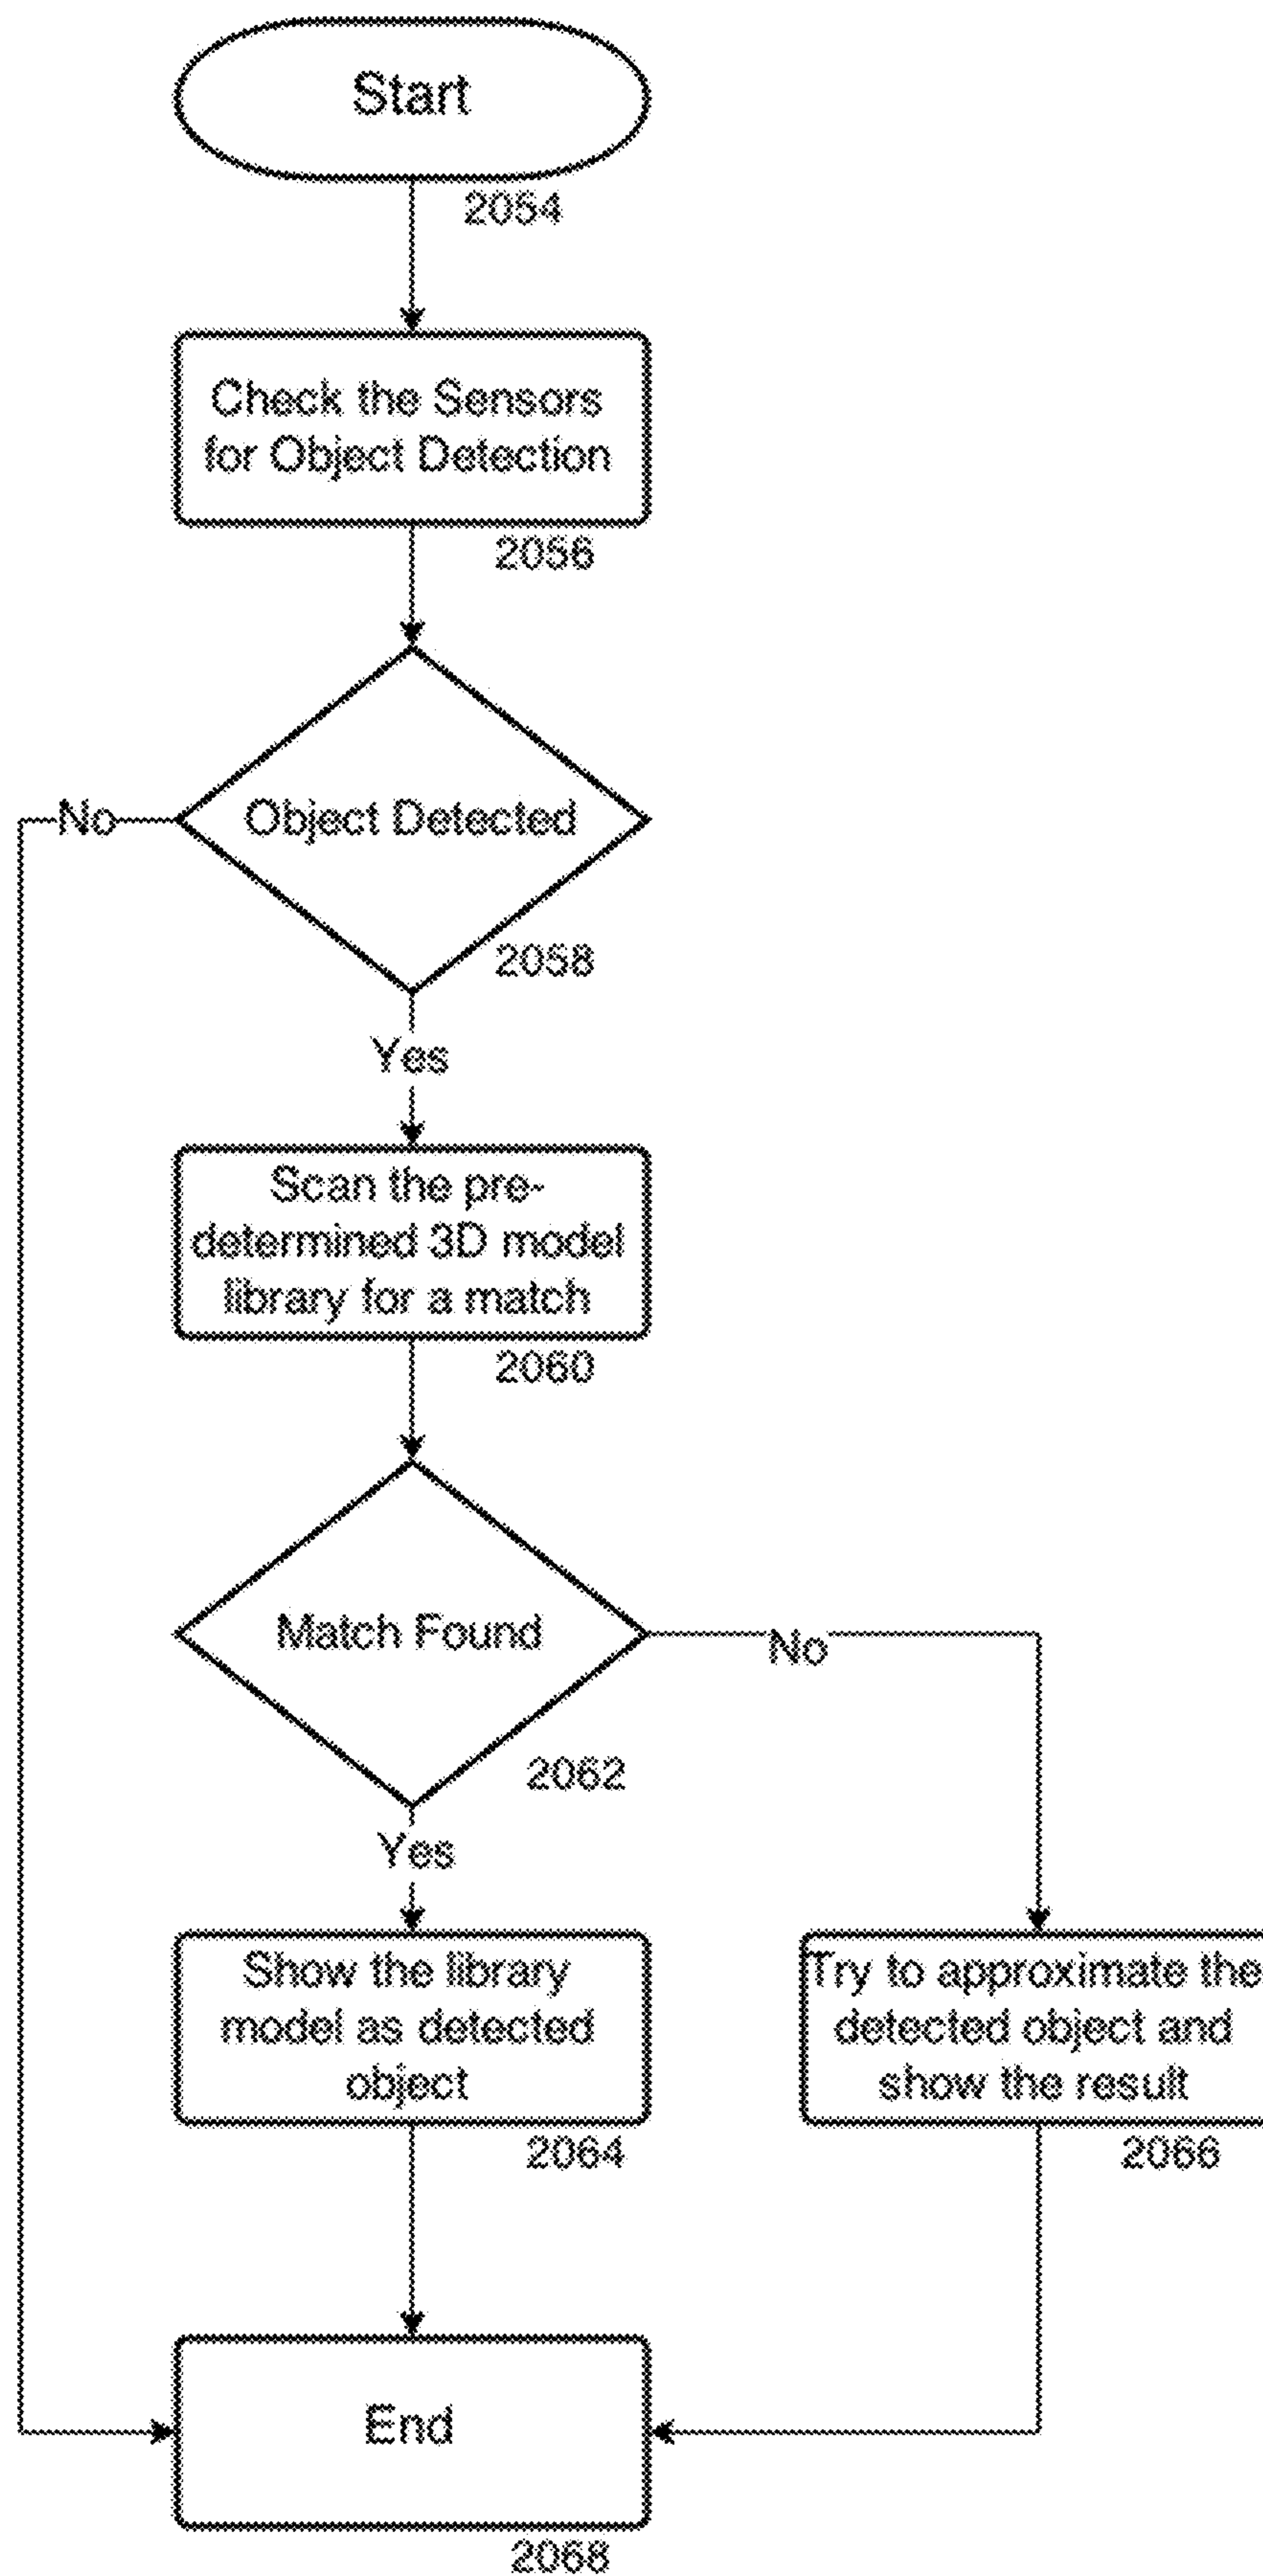 Start
2054
Check the Sensors
for Object Detection
2056
No
Object Detected
2058
Yes
Scan the pre-
determined 3D model
library for a match
2060
Match Found
No
2062
Yes
Show the library
model as detected
object
2064
Try to approximate the
detected object and
show the result
2066
End
2068